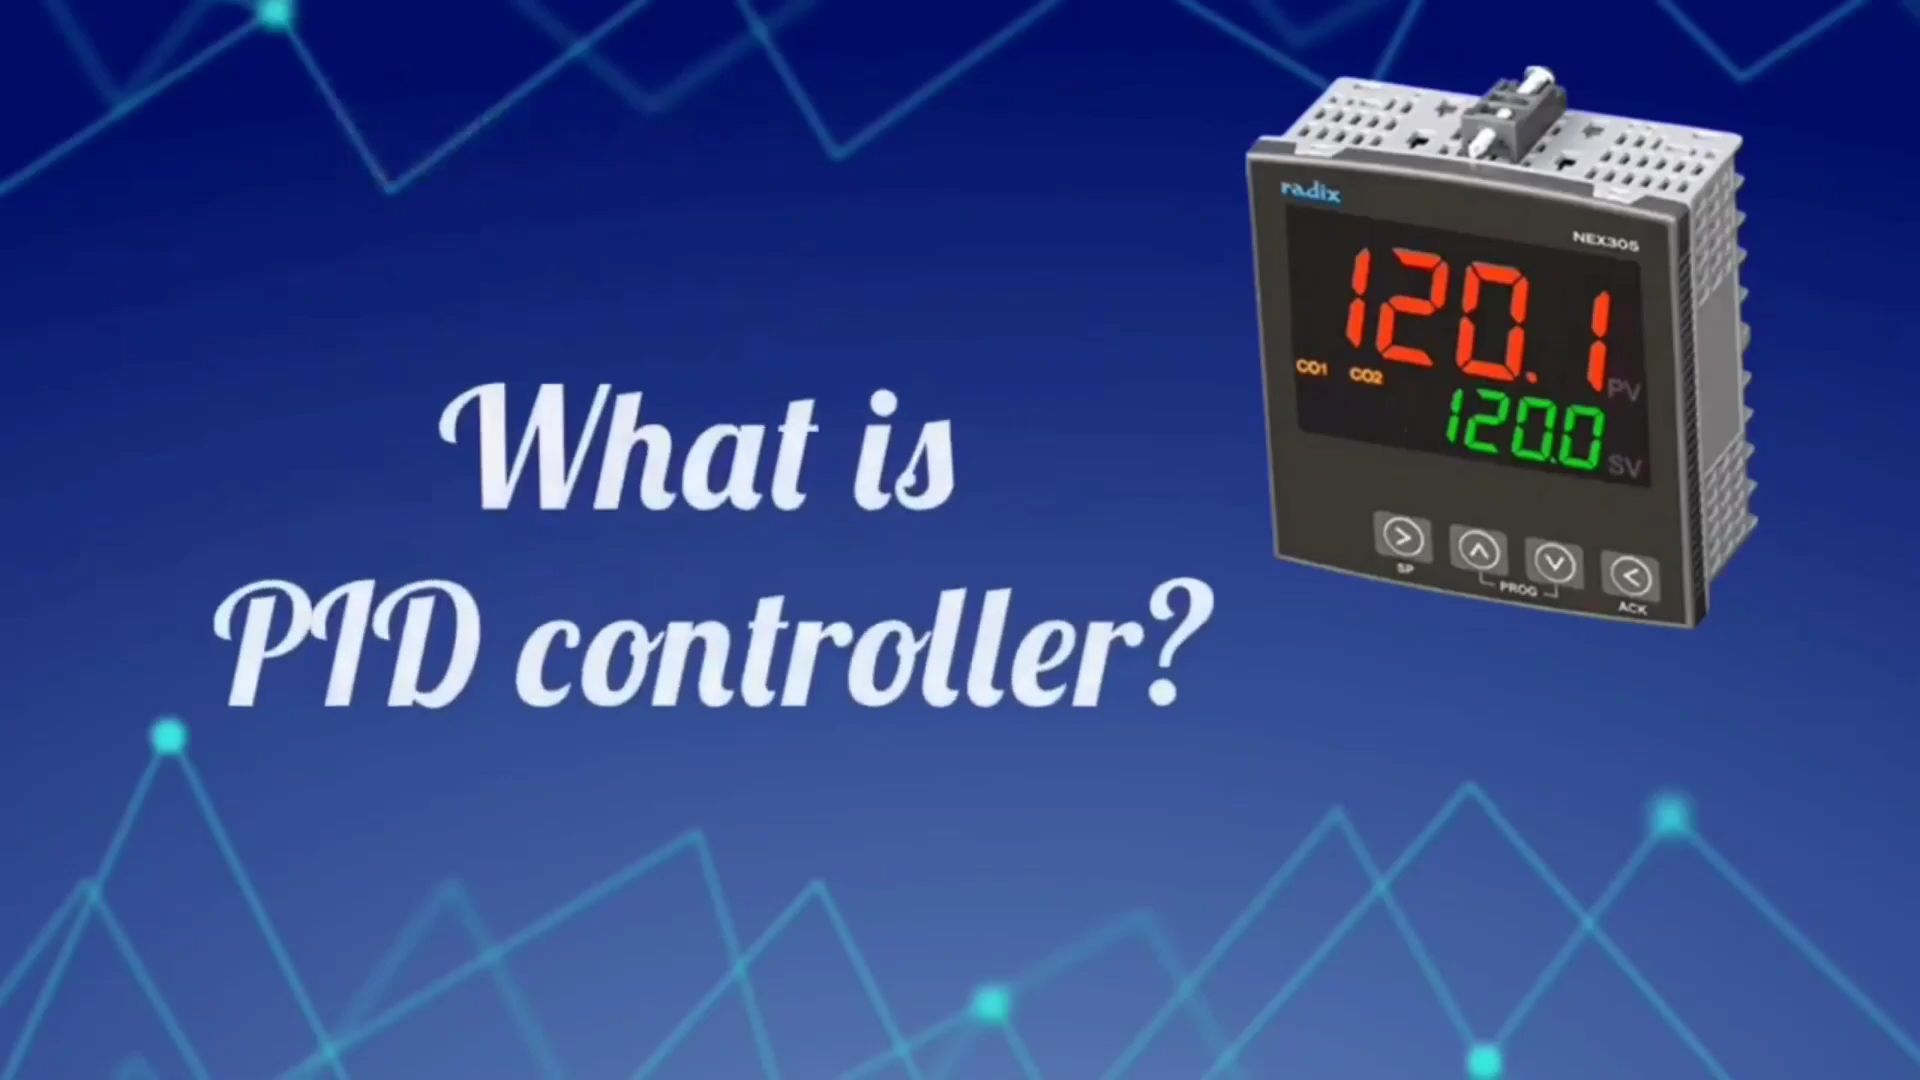 radix
NEX305
120.1
PV
CO1 CO2
120.0
SV
What is
PID controller?
SP
PROG
ACK